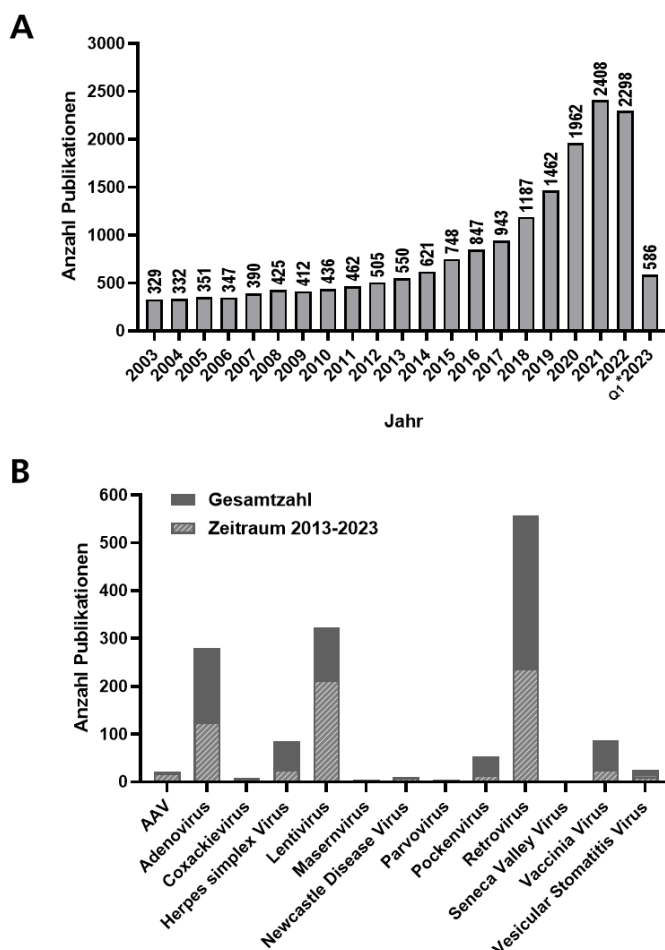 A
Anzahl Publikationen
3000
2500
2000
1500
1000
500
0
329
332
351
347
390
425
412
436
462
505
550
621
748
847
943
1187
1462
1962
2408
2298
586
2003
2004
2005
2006
2007
2008
2009
2010
2011
2012
2013
2014
2015
2016
2017
2018
2019
2020
2021
2022
Q1 *2023
Jahr
B
Anzahl Publikationen
600
500
400
300
200
100
0
Gesamtzahl
Zeitraum 2013-2023
AAV
Adenovirus
Coxackievirus
Herpes simplex Virus
Lentivirus
Masernvirus
Newcastle Disease Virus
Parvovirus
Pockenvirus
Retrovirus
Seneca Valley Virus
Vaccinia Virus
Vesicular Stomatitis Virus